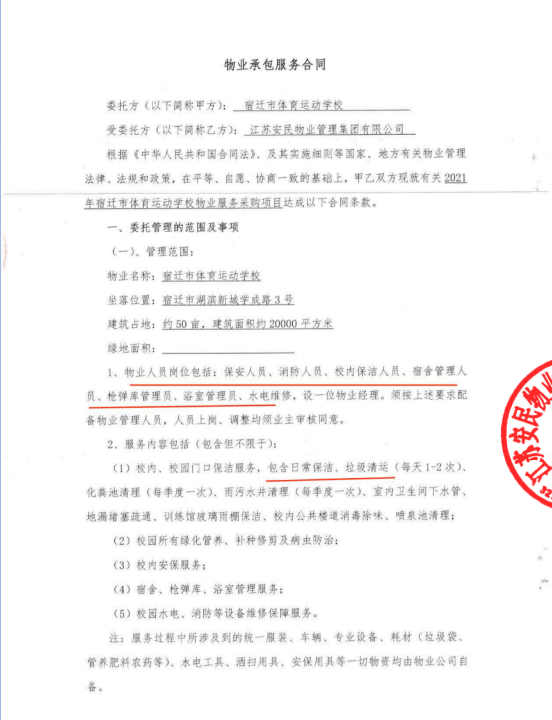 物业承包服务合同
委托方（以下简称甲方）：宿迁市体育运动学校
受委托方（以下简称乙方）：江苏安民物业管理集团有限公司
根据《中华人民共和国合同法》、及其实施细则等国家、地方有关物业管理
法律、法规和政策，在平等、自愿、协商一致的基础上，甲乙双方现就有关 2021
年宿迁市体育运动学校物业服务采购项目达成以下合同条款。
一、委托管理的范围及事项
（一）、管理范围：
物业名称：宿迁市体育运动学校
坐落位置：宿迁市湖滨新城学成路 3 号
建筑占地：约 50 亩，建筑面积约 20000 平方米
绿地面积：
1、物业人员岗位包括：保安人员、消防人员、校内保洁人员、宿舍管理人
员、枪弹库管理员、浴室管理员、水电维修，设一位物业经理。须按上述要求配
备物业管理人员，人员上岗、调整均须业主审核同意。
2、服务内容包括（包含但不限于）：
（1）校内、校园门口保洁服务，包含日常保洁、垃圾清运（每天 1-2 次）、
化粪池清理（每季度一次）、雨污水井清理（每季度一次）、室内卫生间下水管、
地漏堵塞疏通、训练馆玻璃雨棚保洁、校内公共楼道消毒除味、喷泉池清理；
（2）校园所有绿化管养、补种修剪及病虫防治；
（3）校内安保服务；
（4）宿舍、枪弹库、浴室管理服务；
（5）校园水电、消防等设备维修保障服务。
注：服务过程中所涉及到的统一服装、车辆、专业设备、耗材（垃圾袋、
管养肥料农药等）、水电工具、洒扫用具、安保用具等一切物资均由物业公司自
备。
江苏安民物业